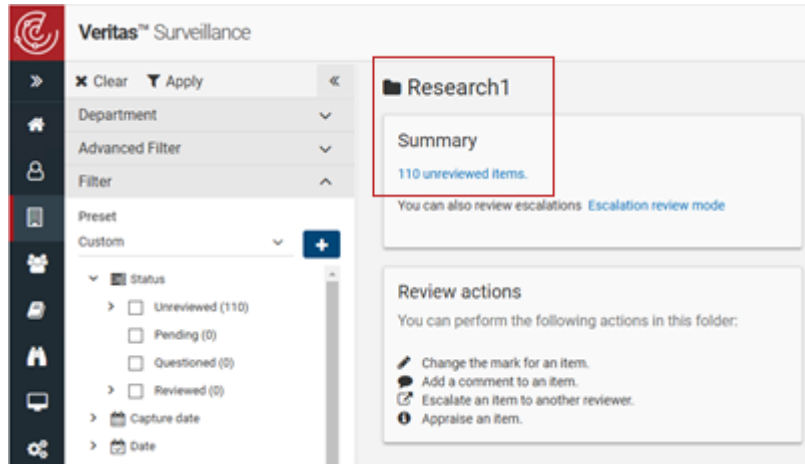 Veritas™ Surveillance
Clear Apply
Department
Advanced Filter
Filter
Preset
Custom
Status
Unreviewed (110)
Pending (0)
Questioned (0)
Reviewed (0)
Capture date
Date
Research1
Summary
110 unreviewed items.
You can also review escalations Escalation review mode
Review actions
You can perform the following actions in this folder:
Change the mark for an item.
Add a comment to an item.
Escalate an item to another reviewer.
Appraise an item.